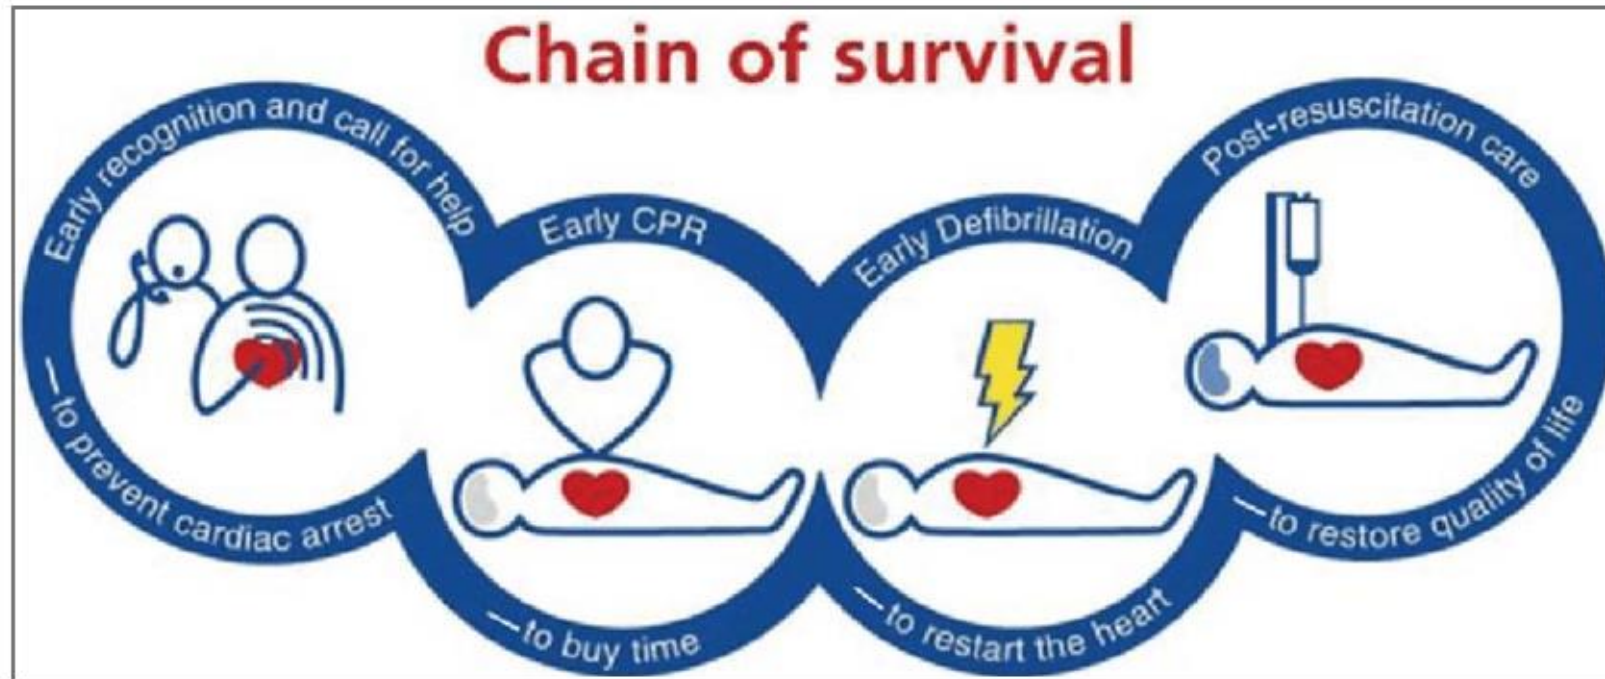 Chain of survival
Early recognition and call for help
– to prevent cardiac arrest
Early CPR
– to buy time
Early Defibrillation
– to restart the heart
Post-resuscitation care
– to restore quality of life